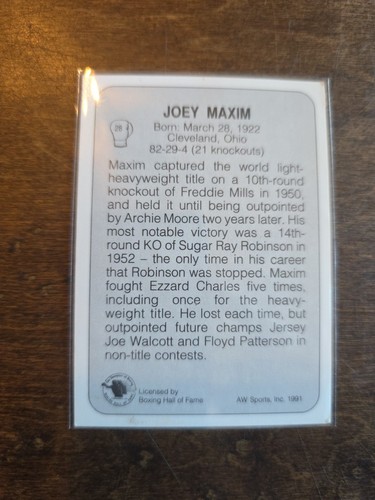 JOEY MAXIM
28
Born: March 28, 1922
Cleveland, Ohio
82-29-4 (21 knockouts)
Maxim captured the world light-
heavyweight title on a 10th-round
knockout of Freddie Mills in 1950,
and held it until being outpointed
by Archie Moore two years later. His
most notable victory was a 14th-
round KO of Sugar Ray Robinson in
1952 – the only time in his career
that Robinson was stopped. Maxim
fought Ezzard Charles five times,
including once for the heavy-
weight title. He lost each time, but
outpointed future champs Jersey
Joe Walcott and Floyd Patterson in
non-title contests.
Licensed by
Boxing Hall of Fame
AW Sports, Inc. 1991